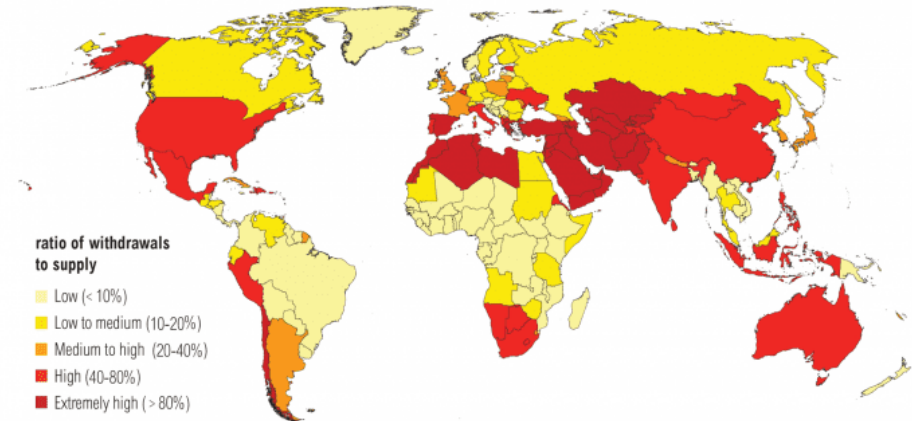 ratio of withdrawals
to supply
Low (< 10%)
Low to medium (10-20%)
Medium to high (20-40%)
High (40-80%)
Extremely high (> 80%)